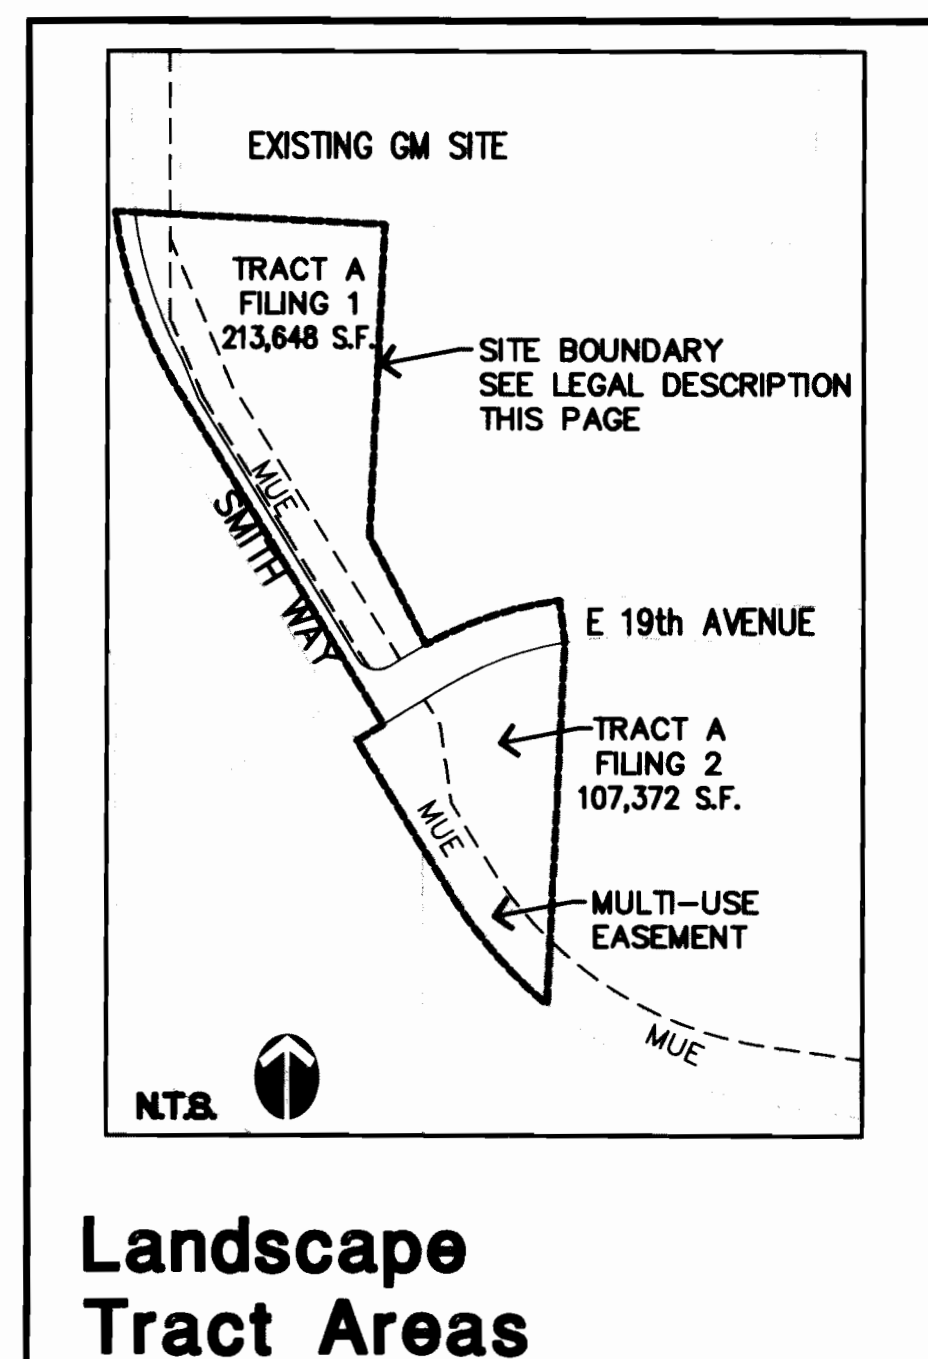 EXISTING GM SITE
TRACT A
FILING 1
213,648 S.F.
SITE BOUNDARY
SEE LEGAL DESCRIPTION
THIS PAGE
MUE
SMITH WAY
E 19th AVENUE
TRACT A
FILING 2
107,372 S.F.
MUE
MULTI-USE
EASEMENT
MUE
N.T.S.
Landscape
Tract Areas